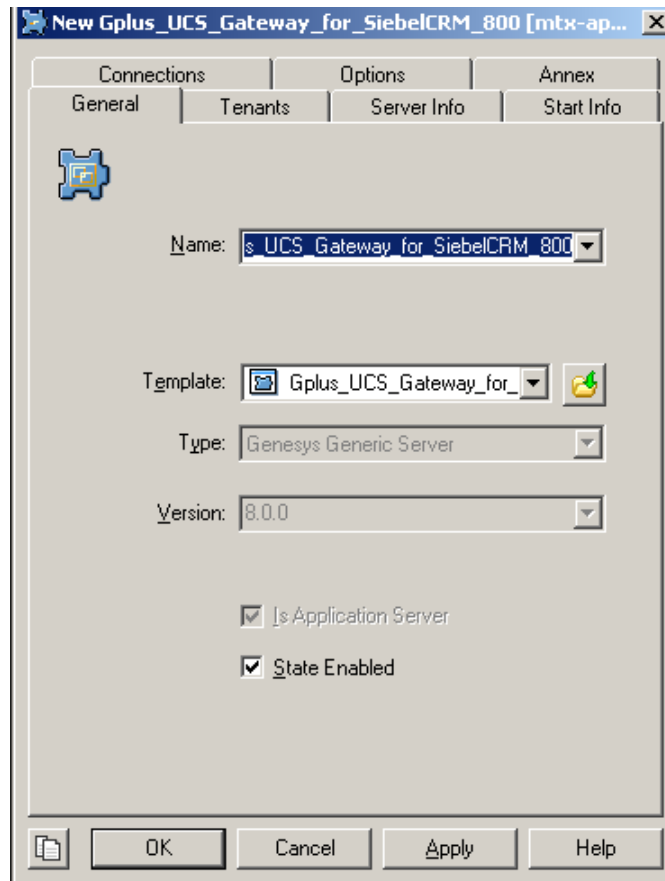 New Gplus_UCS_Gateway_for_SiebelCRM_800 [mtx-ap...
Connections Options Annex
General Tenants Server Info Start Info
Name: s_UCS_Gateway_for_SiebelCRM_800
Template: Gplus_UCS_Gateway_for_
Type: Genesys Generic Server
Version: 8.0.0
Is Application Server
State Enabled
OK Cancel Apply Help